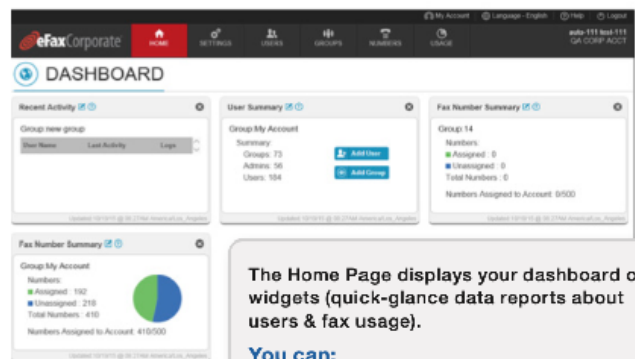 My Account Language - English Help Logout
eFax Corporate HOME SETTINGS USERS GROUPS NUMBERS USAGE
auto-111 test-111
QA CORP ACCT
DASHBOARD
Recent Activity
Group:new group
User Name Last Activity Logs
User Summary
Group:My Account
Summary:
Groups: 73
Admins: 56
Users: 184
Add User
Add Group
Fax Number Summary
Group:14
Numbers:
Assigned : 0
Unassigned : 0
Total Numbers : 0
Numbers Assigned to Account: 0/500
Fax Number Summary
Group:My Account
Numbers:
Assigned : 192
Unassigned : 218
Total Numbers : 410
Numbers Assigned to Account: 410/500
The Home Page displays your dashboard o
widgets (quick-glance data reports about
users & fax usage).
You can: